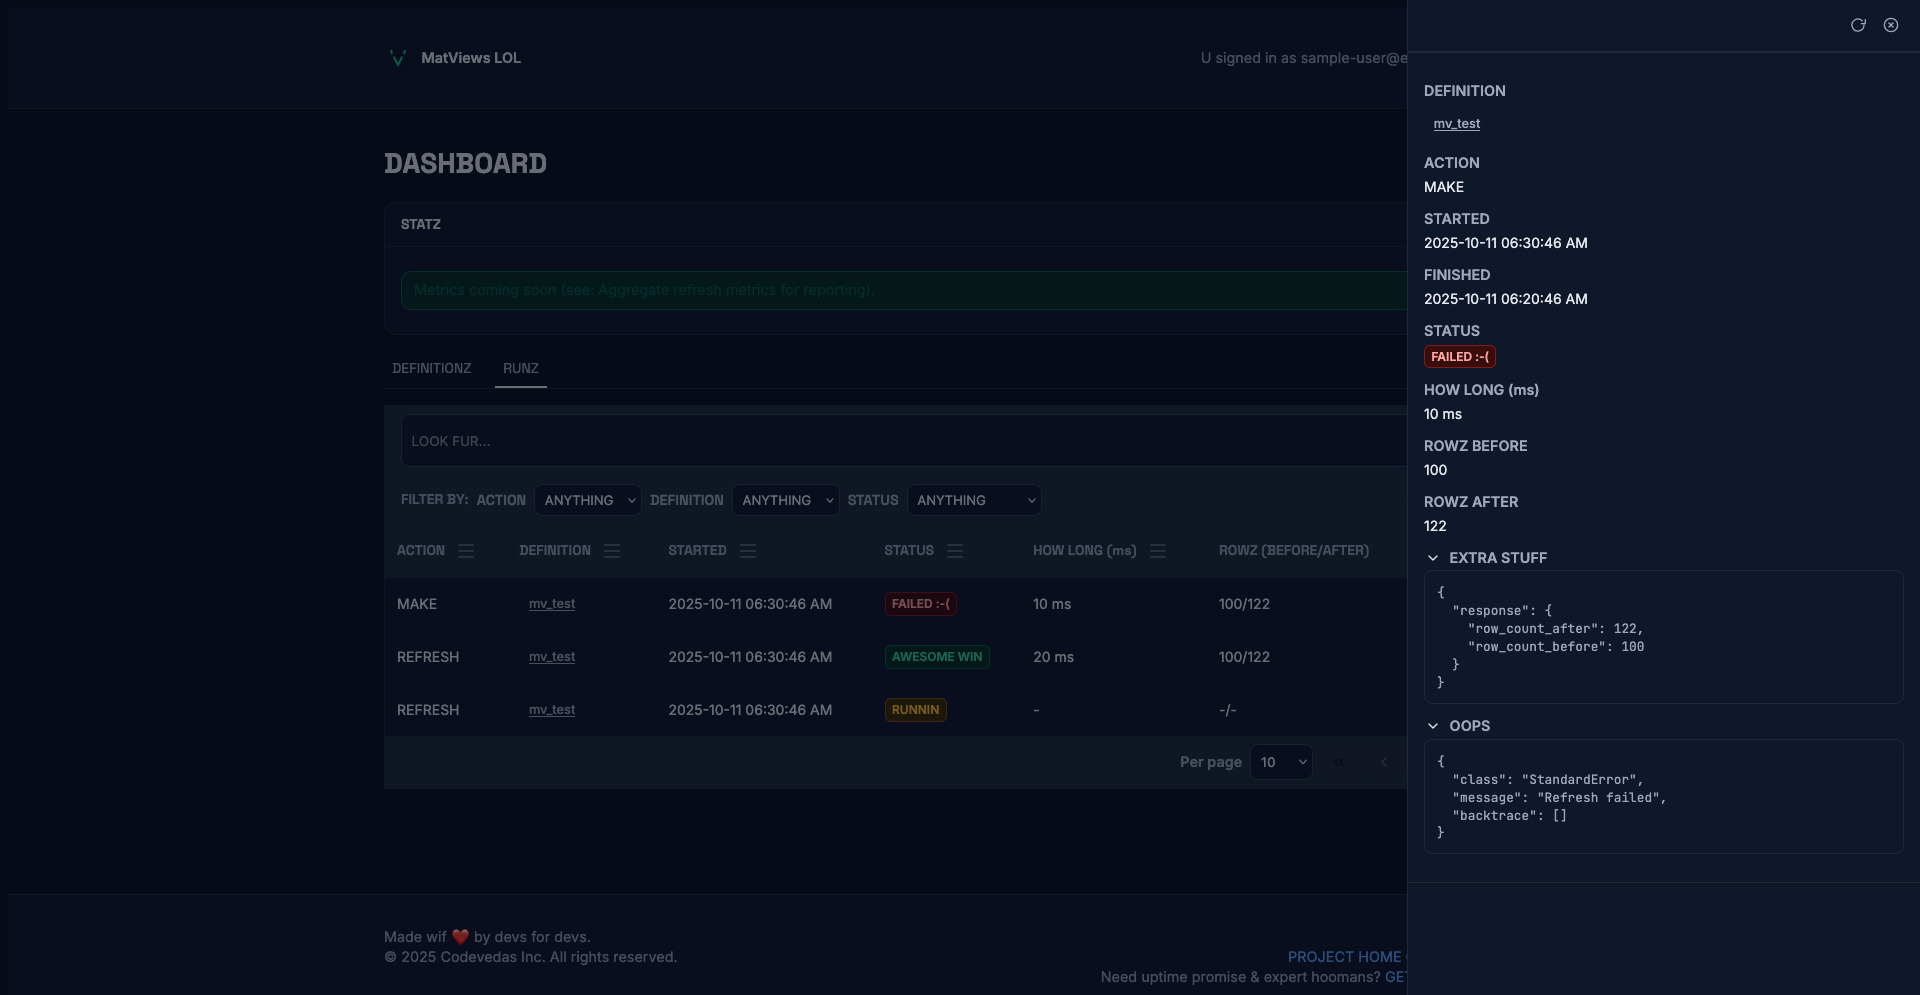 MatViews LOL
U signed in as sample-user@e
DASHBOARD
STATZ
Metrics coming soon (see: Aggregate refresh metrics for reporting).
DEFINITIONZ RUNZ
LOOK FUR...
FILTER BY: ACTION ANYTHING DEFINITION ANYTHING STATUS ANYTHING
ACTION DEFINITION STARTED STATUS HOW LONG (ms) ROWZ (BEFORE/AFTER)
MAKE mv_test 2025-10-11 06:30:46 AM FAILED :-( 10 ms 100/122
REFRESH mv_test 2025-10-11 06:30:46 AM AWESOME WIN 20 ms 100/122
REFRESH mv_test 2025-10-11 06:30:46 AM RUNNIN - -/-
Per page 10 « ‹
Made wif ❤️ by devs for devs.
© 2025 Codevedas Inc. All rights reserved.
PROJECT HOME
Need uptime promise & expert hoomans? GE
DEFINITION
mv_test
ACTION
MAKE
STARTED
2025-10-11 06:30:46 AM
FINISHED
2025-10-11 06:20:46 AM
STATUS
FAILED :-(
HOW LONG (ms)
10 ms
ROWZ BEFORE
100
ROWZ AFTER
122
EXTRA STUFF
{
  "response": {
    "row_count_after": 122,
    "row_count_before": 100
  }
}
OOPS
{
  "class": "StandardError",
  "message": "Refresh failed",
  "backtrace": []
}